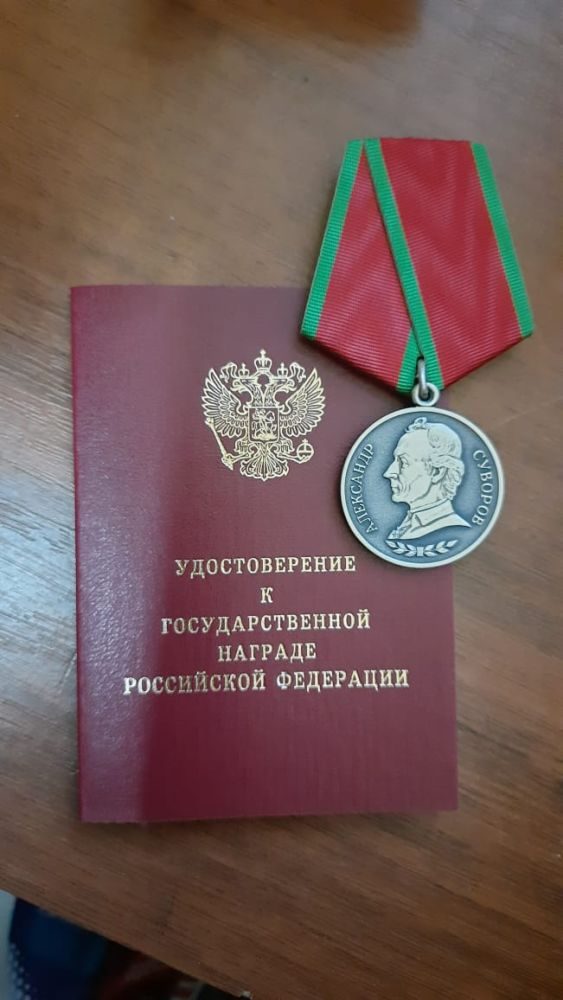 АЛЕКСАНДР
СУВОРОВ
УДОСТОВЕРЕНИЕ
К
ГОСУДАРСТВЕННОЙ
НАГРАДЕ
РОССИЙСКОЙ ФЕДЕРАЦИИ